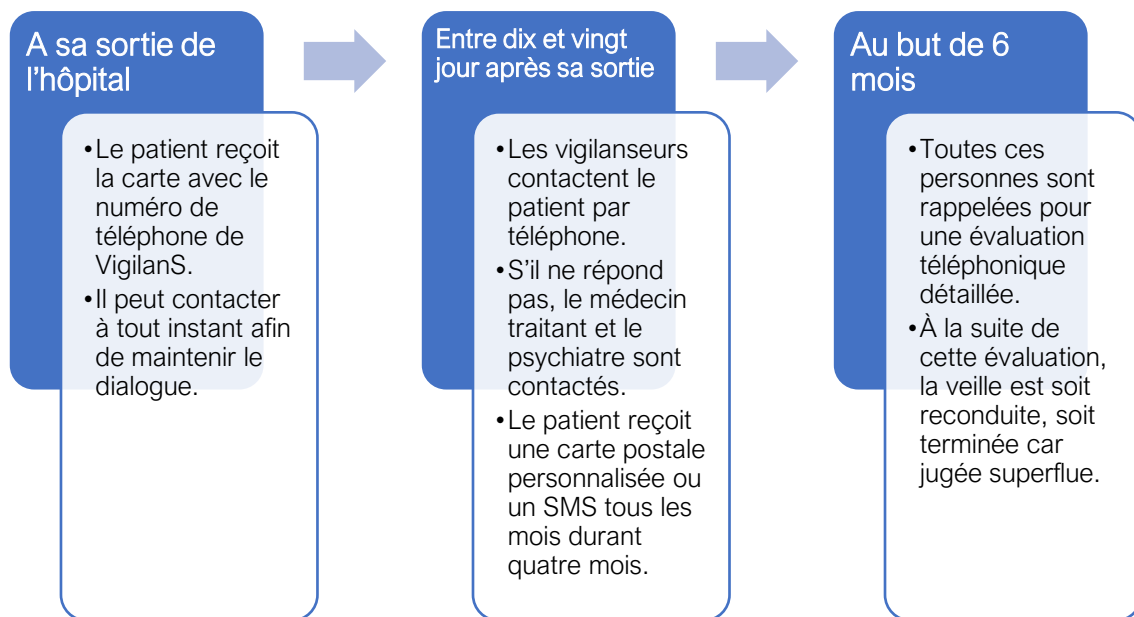 A sa sortie de
l'hôpital
•Le patient reçoit
la carte avec le
numéro de
téléphone de
VigilanS.
•Il peut contacter
à tout instant afin
de maintenir le
dialogue.
Entre dix et vingt
jour après sa sortie
•Les vigilanseurs
contactent le
patient par
téléphone.
•S'il ne répond
pas, le médecin
traitant et le
psychiatre sont
contactés.
•Le patient reçoit
une carte postale
personnalisée ou
un SMS tous les
mois durant
quatre mois.
Au but de 6
mois
•Toutes ces
personnes sont
rappelées pour
une évaluation
téléphonique
détaillée.
•À la suite de
cette évaluation,
la veille est soit
reconduite, soit
terminée car
jugée superflue.